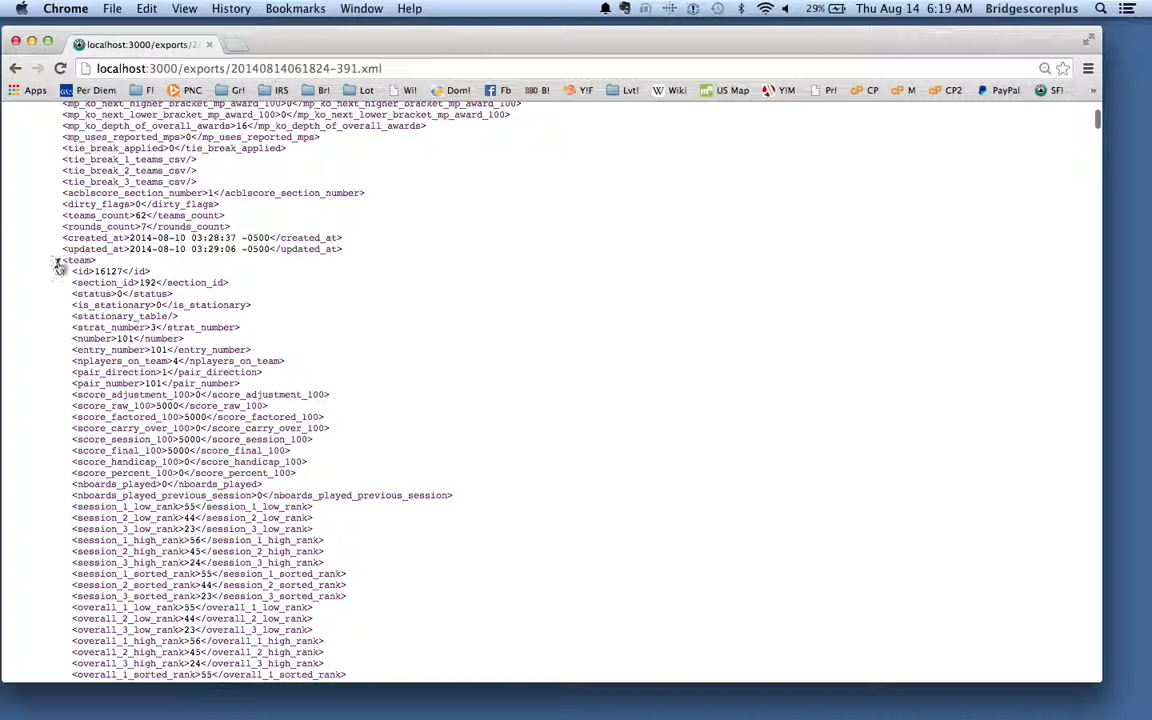 Chrome File Edit View History Bookmarks Window Help 29% Thu Aug 14 6:19 AM Bridgescoreplus
localhost:3000/exports/2
localhost:3000/exports/20140814061824-391.xml
Apps Per Diem F! PNC Gr! IRS Br! Lot Wi! Dom! Fb BBO B! Y!F Lvt! Wiki US Map Y!M Pr! CP M CP2 PayPal SF! »
<mp_ko_next_higher_bracket_mp_award_100>0</mp_ko_next_higher_bracket_mp_award_100>
<mp_ko_next_lower_bracket_mp_award_100>0</mp_ko_next_lower_bracket_mp_award_100>
<mp_ko_depth_of_overall_awards>16</mp_ko_depth_of_overall_awards>
<mp_uses_reported_mps>0</mp_uses_reported_mps>
<tie_break_applied>0</tie_break_applied>
<tie_break_1_teams_csv/>
<tie_break_2_teams_csv/>
<tie_break_3_teams_csv/>
<acblscore_section_number>1</acblscore_section_number>
<dirty_flags>0</dirty_flags>
<teams_count>62</teams_count>
<rounds_count>7</rounds_count>
<created_at>2014-08-10 03:28:37 -0500</created_at>
<updated_at>2014-08-10 03:29:06 -0500</updated_at>
<team>
<id>16127</id>
<section_id>192</section_id>
<status>0</status>
<is_stationary>0</is_stationary>
<stationary_table/>
<strat_number>3</strat_number>
<number>101</number>
<entry_number>101</entry_number>
<nplayers_on_team>4</nplayers_on_team>
<pair_direction>1</pair_direction>
<pair_number>101</pair_number>
<score_adjustment_100>0</score_adjustment_100>
<score_raw_100>5000</score_raw_100>
<score_factored_100>5000</score_factored_100>
<score_carry_over_100>0</score_carry_over_100>
<score_session_100>5000</score_session_100>
<score_final_100>5000</score_final_100>
<score_handicap_100>0</score_handicap_100>
<score_percent_100>0</score_percent_100>
<nboards_played>0</nboards_played>
<nboards_played_previous_session>0</nboards_played_previous_session>
<session_1_low_rank>55</session_1_low_rank>
<session_2_low_rank>44</session_2_low_rank>
<session_3_low_rank>23</session_3_low_rank>
<session_1_high_rank>56</session_1_high_rank>
<session_2_high_rank>45</session_2_high_rank>
<session_3_high_rank>24</session_3_high_rank>
<session_1_sorted_rank>55</session_1_sorted_rank>
<session_2_sorted_rank>44</session_2_sorted_rank>
<session_3_sorted_rank>23</session_3_sorted_rank>
<overall_1_low_rank>55</overall_1_low_rank>
<overall_2_low_rank>44</overall_2_low_rank>
<overall_3_low_rank>23</overall_3_low_rank>
<overall_1_high_rank>56</overall_1_high_rank>
<overall_2_high_rank>45</overall_2_high_rank>
<overall_3_high_rank>24</overall_3_high_rank>
<overall_1_sorted_rank>55</overall_1_sorted_rank>